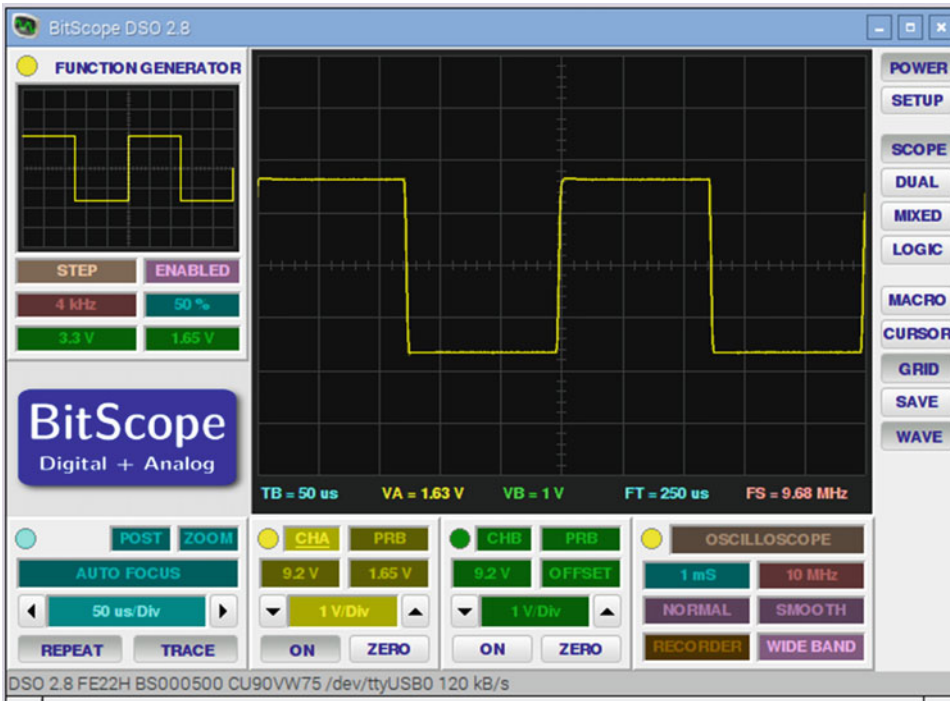 BitScope DSO 2.8
FUNCTION GENERATOR
STEP ENABLED
4 kHz 50 %
3.3 V 1.65 V
BitScope
Digital + Analog
TB = 50 us VA = 1.63 V VB = 1 V FT = 250 us FS = 9.68 MHz
POWER
SETUP
SCOPE
DUAL
MIXED
LOGIC
MACRO
CURSOR
GRID
SAVE
WAVE
POST ZOOM
AUTO FOCUS
50 us/Div
REPEAT TRACE
CHA PRB
9.2 V 1.65 V
1 V/Div
ON ZERO
CHB PRB
9.2 V OFFSET
1 V/Div
ON ZERO
OSCILLOSCOPE
1 mS 10 MHz
NORMAL SMOOTH
RECORDER WIDE BAND
DSO 2.8 FE22H BS000500 CU90VW75 /dev/ttyUSB0 120 kB/s